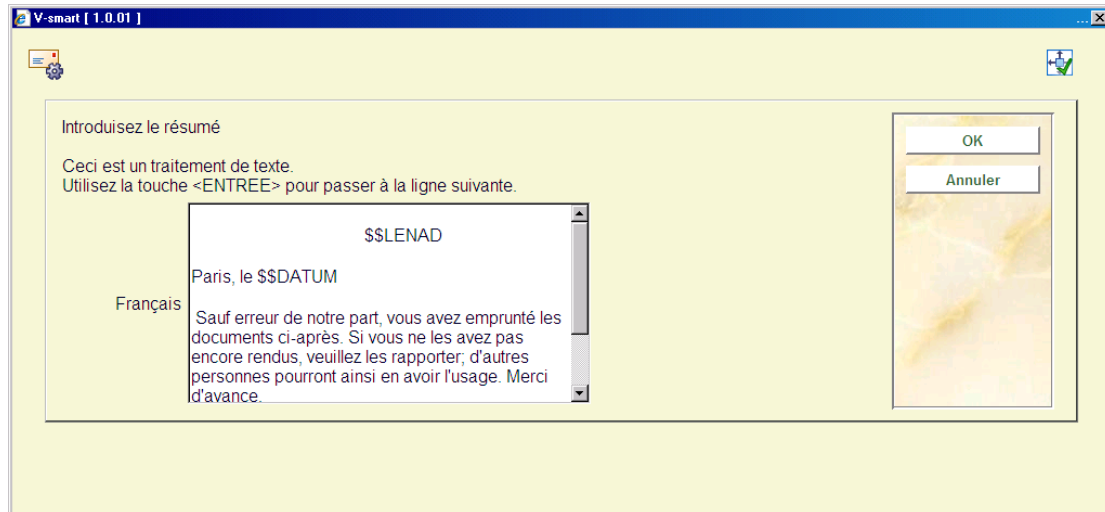 V-smart [ 1.0.01 ]
...
Introduisez le résumé
OK
Ceci est un traitement de texte.
Utilisez la touche <ENTREE> pour passer à la ligne suivante.
Annuler
$$LENAD
Paris, le $$DATUM
Français
Sauf erreur de notre part, vous avez emprunté les
documents ci-après. Si vous ne les avez pas
encore rendus, veuillez les rapporter; d'autres
personnes pourront ainsi en avoir l'usage. Merci
d'avance.